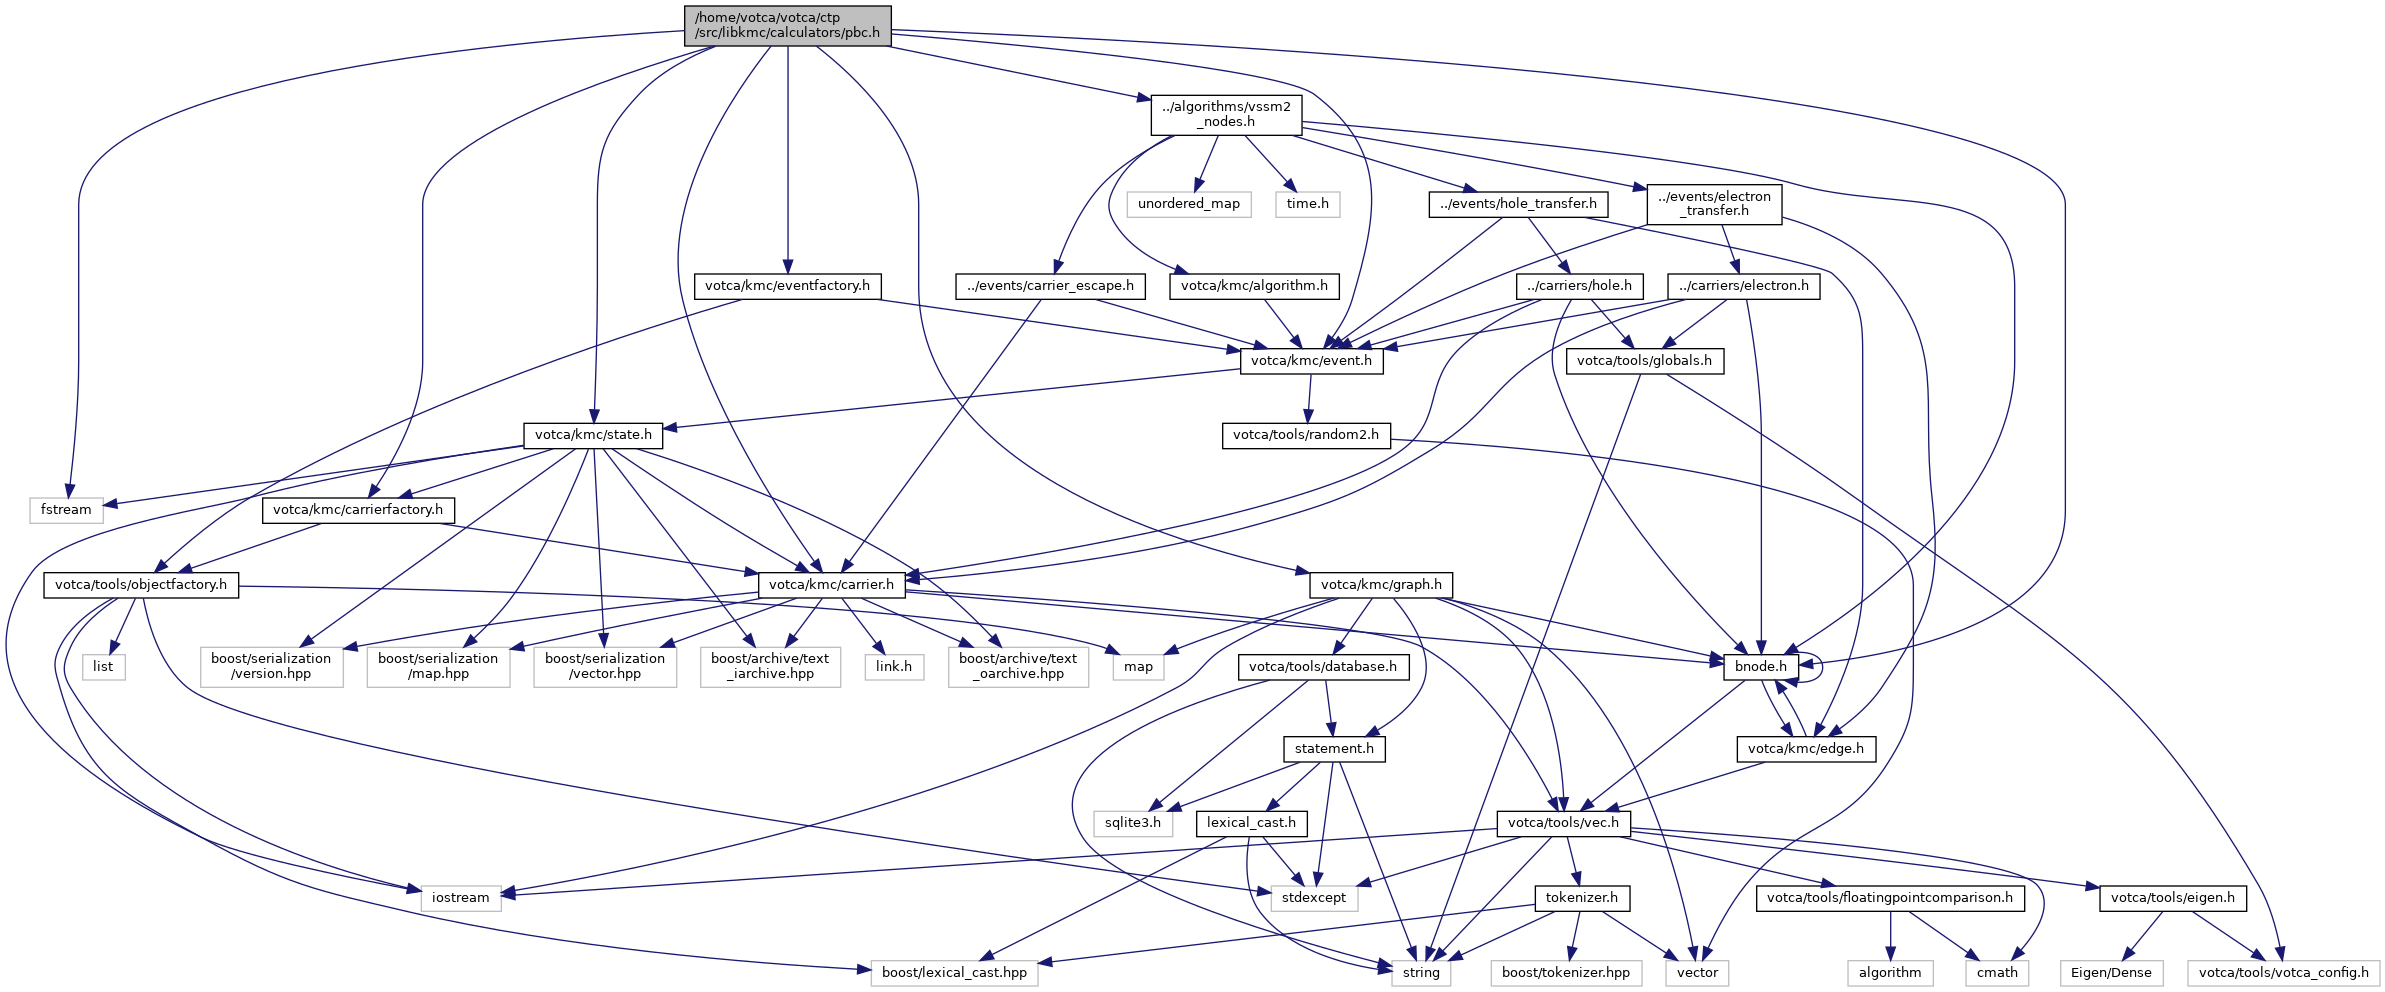 /home/votca/votca/ctp
/src/libkmc/calculators/pbc.h
../algorithms/vssm2
_nodes.h
unordered_map
time.h
../events/hole_transfer.h
../events/electron
_transfer.h
votca/kmc/eventfactory.h
../events/carrier_escape.h
votca/kmc/algorithm.h
../carriers/hole.h
../carriers/electron.h
votca/kmc/event.h
votca/tools/globals.h
votca/kmc/state.h
votca/tools/random2.h
fstream
votca/kmc/carrierfactory.h
votca/tools/objectfactory.h
votca/kmc/carrier.h
votca/kmc/graph.h
list
boost/serialization
/version.hpp
boost/serialization
/map.hpp
boost/serialization
/vector.hpp
boost/archive/text
_iarchive.hpp
link.h
boost/archive/text
_oarchive.hpp
map
votca/tools/database.h
bnode.h
statement.h
votca/kmc/edge.h
sqlite3.h
lexical_cast.h
votca/tools/vec.h
iostream
stdexcept
tokenizer.h
votca/tools/floatingpointcomparison.h
votca/tools/eigen.h
boost/lexical_cast.hpp
string
boost/tokenizer.hpp
vector
algorithm
cmath
Eigen/Dense
votca/tools/votca_config.h